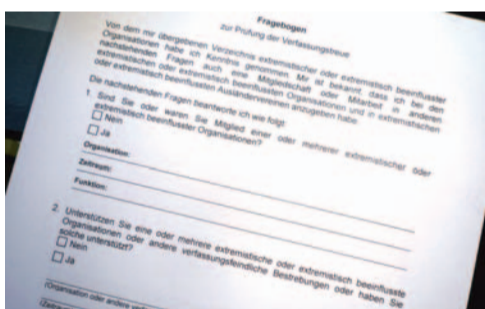 Fragebogen
zur Prüfung der Verfassungstreue
Von dem mir übergebenen Verzeichnis extremistischer oder extremistisch beeinflusster
Organisationen habe ich Kenntnis genommen. Mir ist bekannt, dass ich bei den
nachstehenden Fragen auch eine Mitgliedschaft oder Mitarbeit in anderen
extremistischen oder extremistisch beeinflussten Organisationen und in extremistischen
oder extremistisch beeinflussten Ausländervereinen anzugeben habe.
Die nachstehenden Fragen beantworte ich wie folgt:
1. Sind Sie oder waren Sie Mitglied einer oder mehrerer extremistischer oder
extremistisch beeinflusster Organisationen?
Nein
Ja
Organisation:
Zeitraum:
Funktion:
2. Unterstützen Sie eine oder mehrere extremistische oder extremistisch beeinflusste
Organisationen oder andere verfassungsfeindliche Bestrebungen oder haben Sie
solche unterstützt?
Nein
Ja
(Organisation oder andere
(Zeitraum